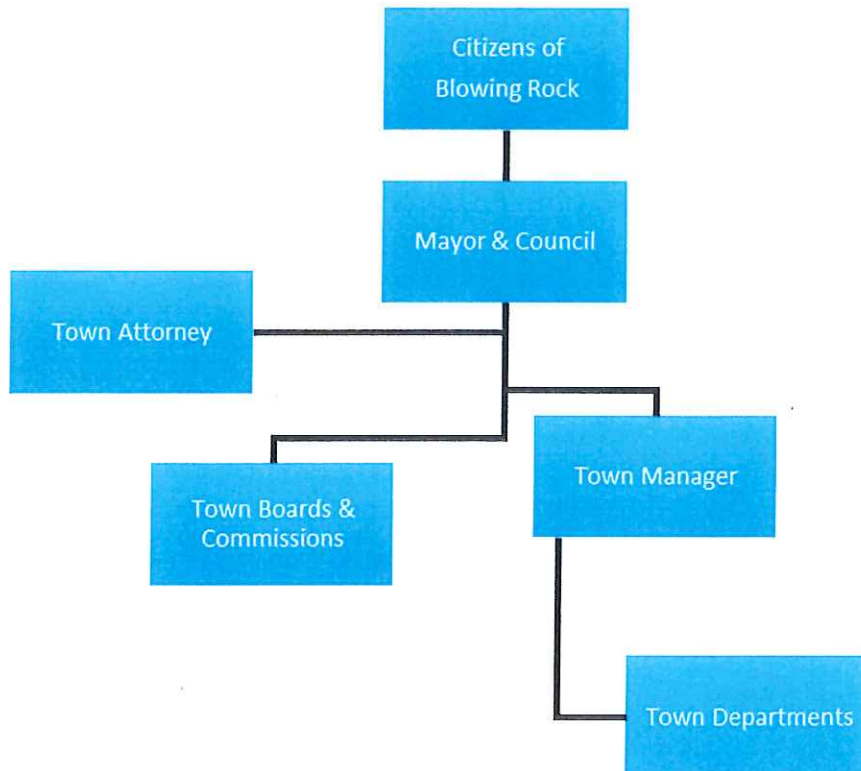 Citizens of
Blowing Rock
Mayor & Council
Town Attorney
Town Manager
Town Boards &
Commissions
Town Departments